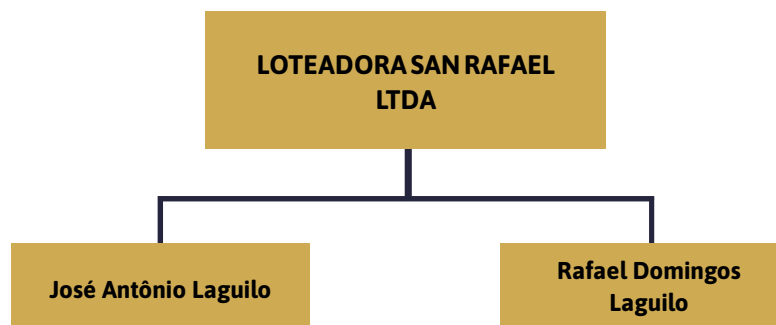 LOTEADORA SAN RAFAEL
LTDA
José Antônio Laguilo
Rafael Domingos
Laguilo